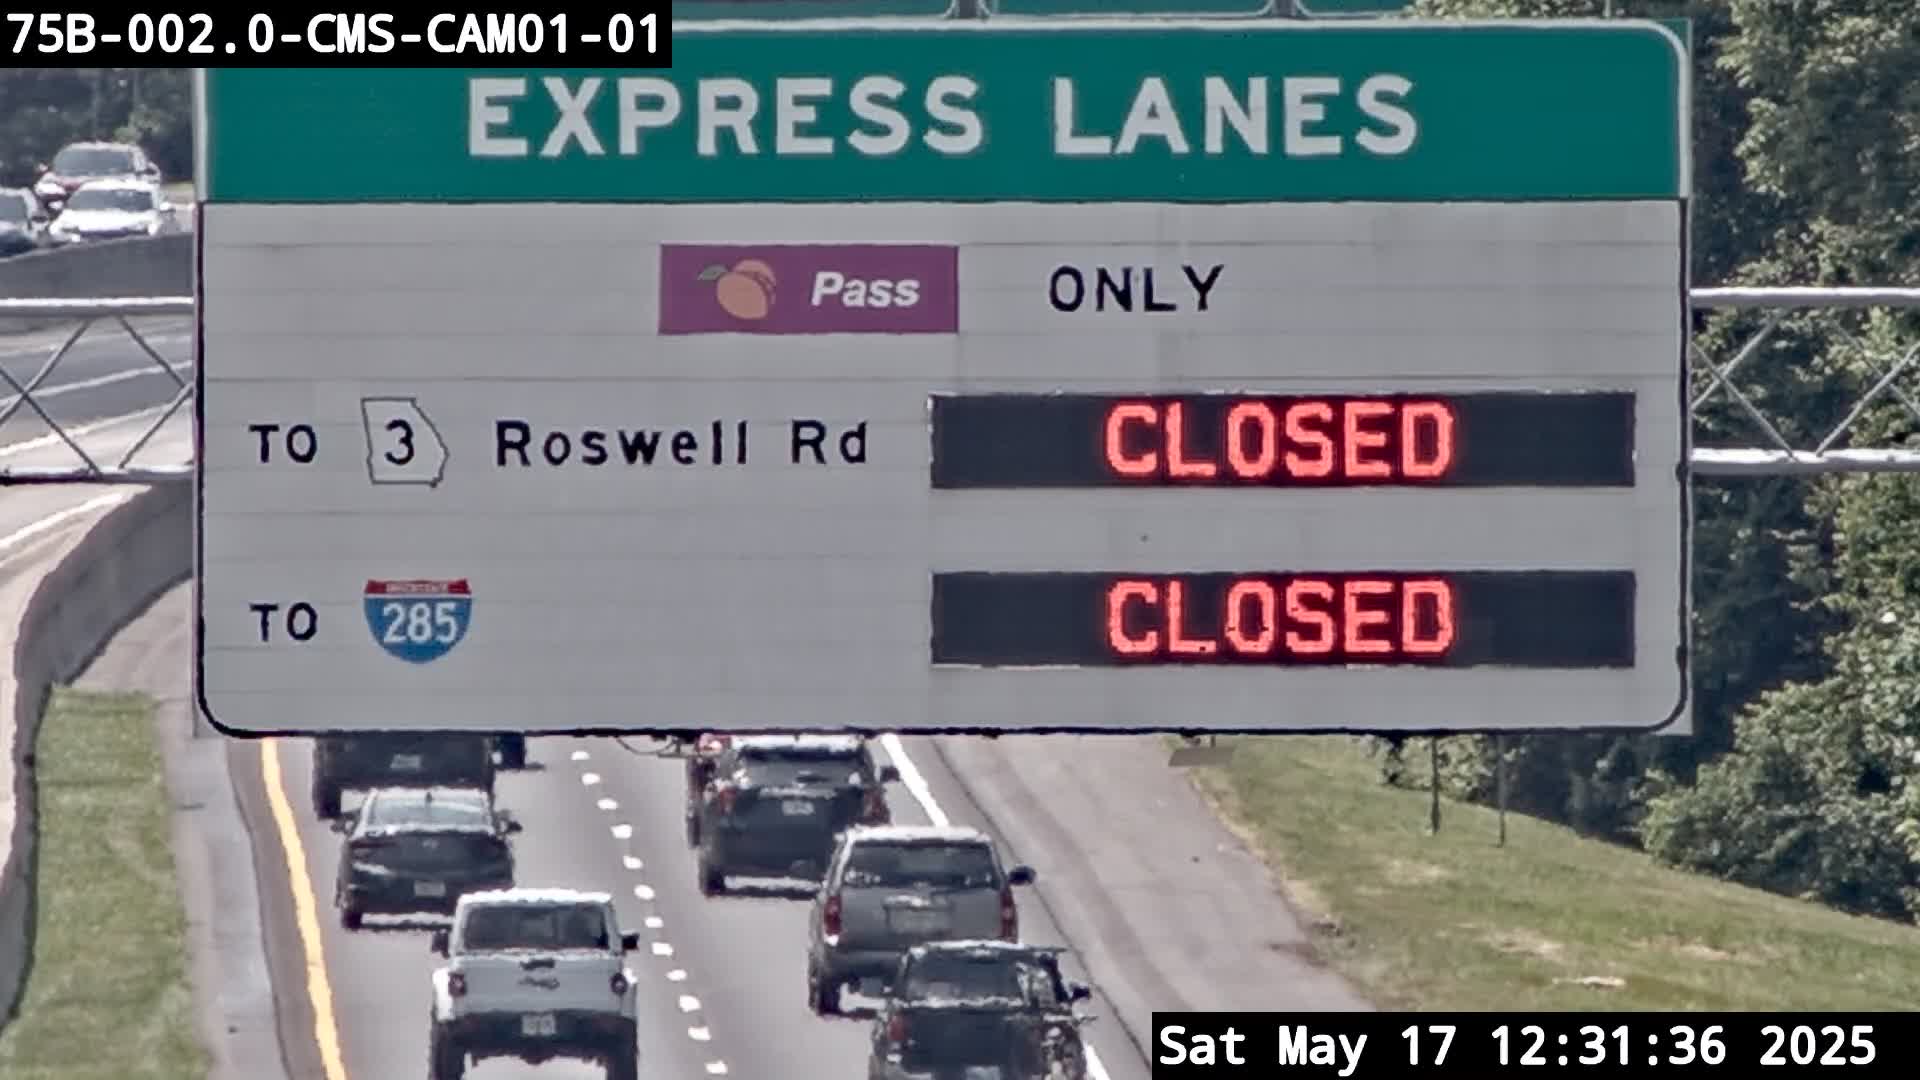 75B-002.0-CMS-CAM01-01
EXPRESS LANES
Pass ONLY
TO 3 Roswell Rd CLOSED
TO INTERSTATE 285 CLOSED
Sat May 17 12:31:36 2025